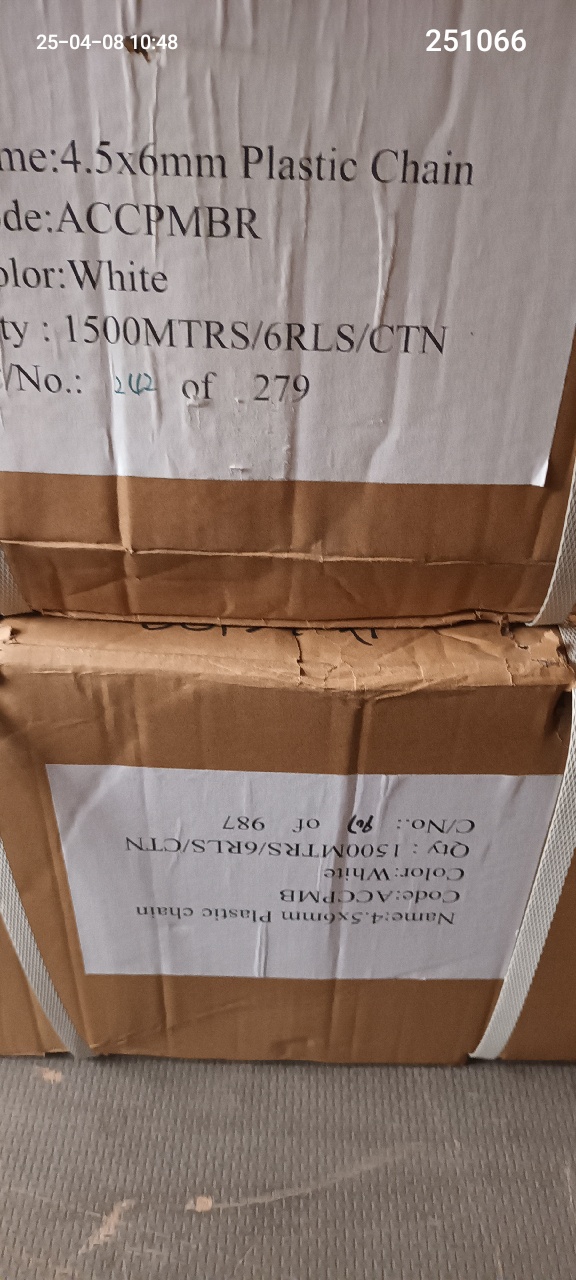 25-04-08 10:48
251066
me:4.5x6mm Plastic Chain
de:ACCPMBR
olor:White
ty : 1500MTRS/6RLS/CTN
/No.: 242 of 279
Name:4.5x6mm Plastic chain
Code:ACCPMB
Color:White
Qty : 1500MTRS/6RLS/CTN
C/No.: of 987